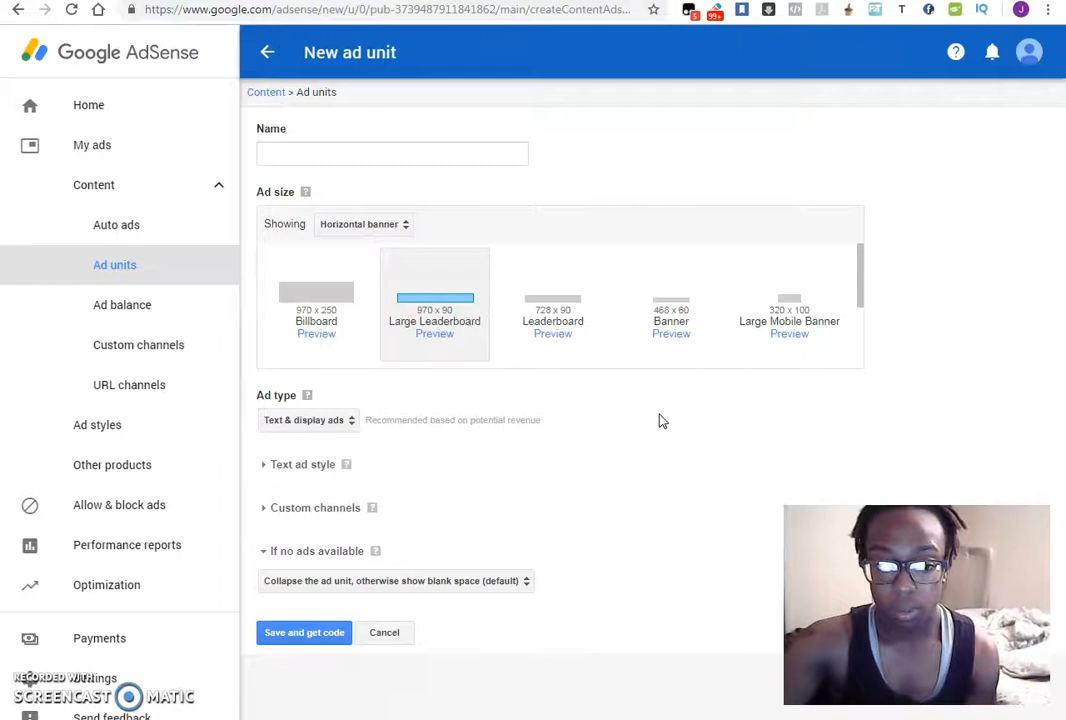 https://www.google.com/adsense/new/u/0/pub-3739487911841862/main/createContentAds...
5
99+
T
IQ
J
Google AdSense
New ad unit
Content > Ad units
Home
My ads
Content
Auto ads
Ad units
Ad balance
Custom channels
URL channels
Ad styles
Other products
Allow & block ads
Performance reports
Optimization
Payments
Settings
Send feedback
Name
Ad size ?
Showing Horizontal banner
970 x 250
Billboard
Preview
970 x 90
Large Leaderboard
Preview
728 x 90
Leaderboard
Preview
468 x 60
Banner
Preview
320 x 100
Large Mobile Banner
Preview
Ad type ?
Text & display ads Recommended based on potential revenue
Text ad style ?
Custom channels ?
If no ads available ?
Collapse the ad unit, otherwise show blank space (default)
Save and get code Cancel
RECORDED WITH
SCREENCAST MATIC